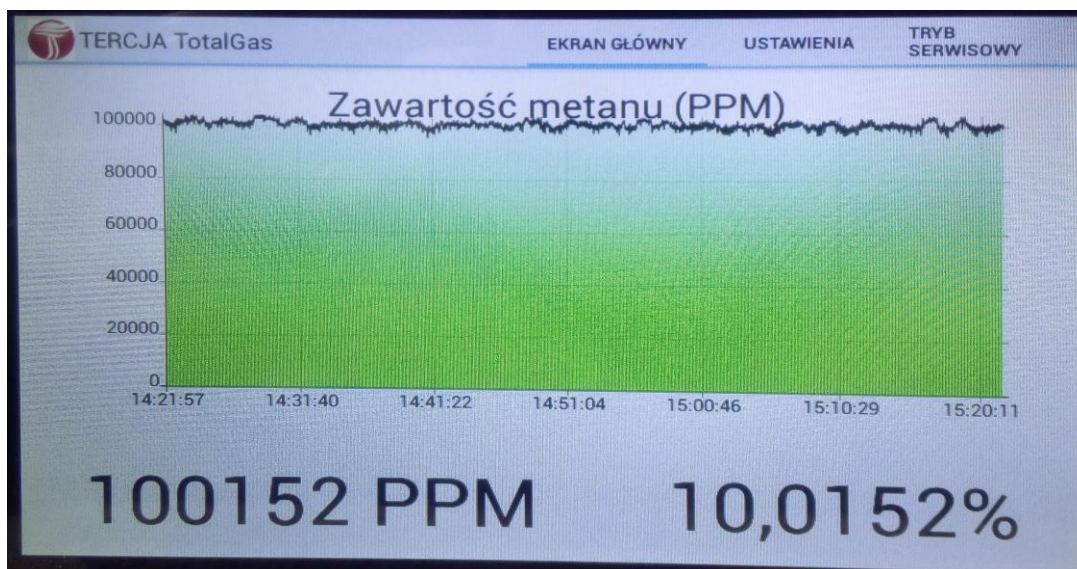 TERCJA TotalGas
EKRAN GŁÓWNY
USTAWIENIA
TRYB
SERWISOWY
Zawartość metanu (PPM)
100000
80000
60000
40000
20000
0
14:21:57 14:31:40 14:41:22 14:51:04 15:00:46 15:10:29 15:20:11
100152 PPM 10,0152%